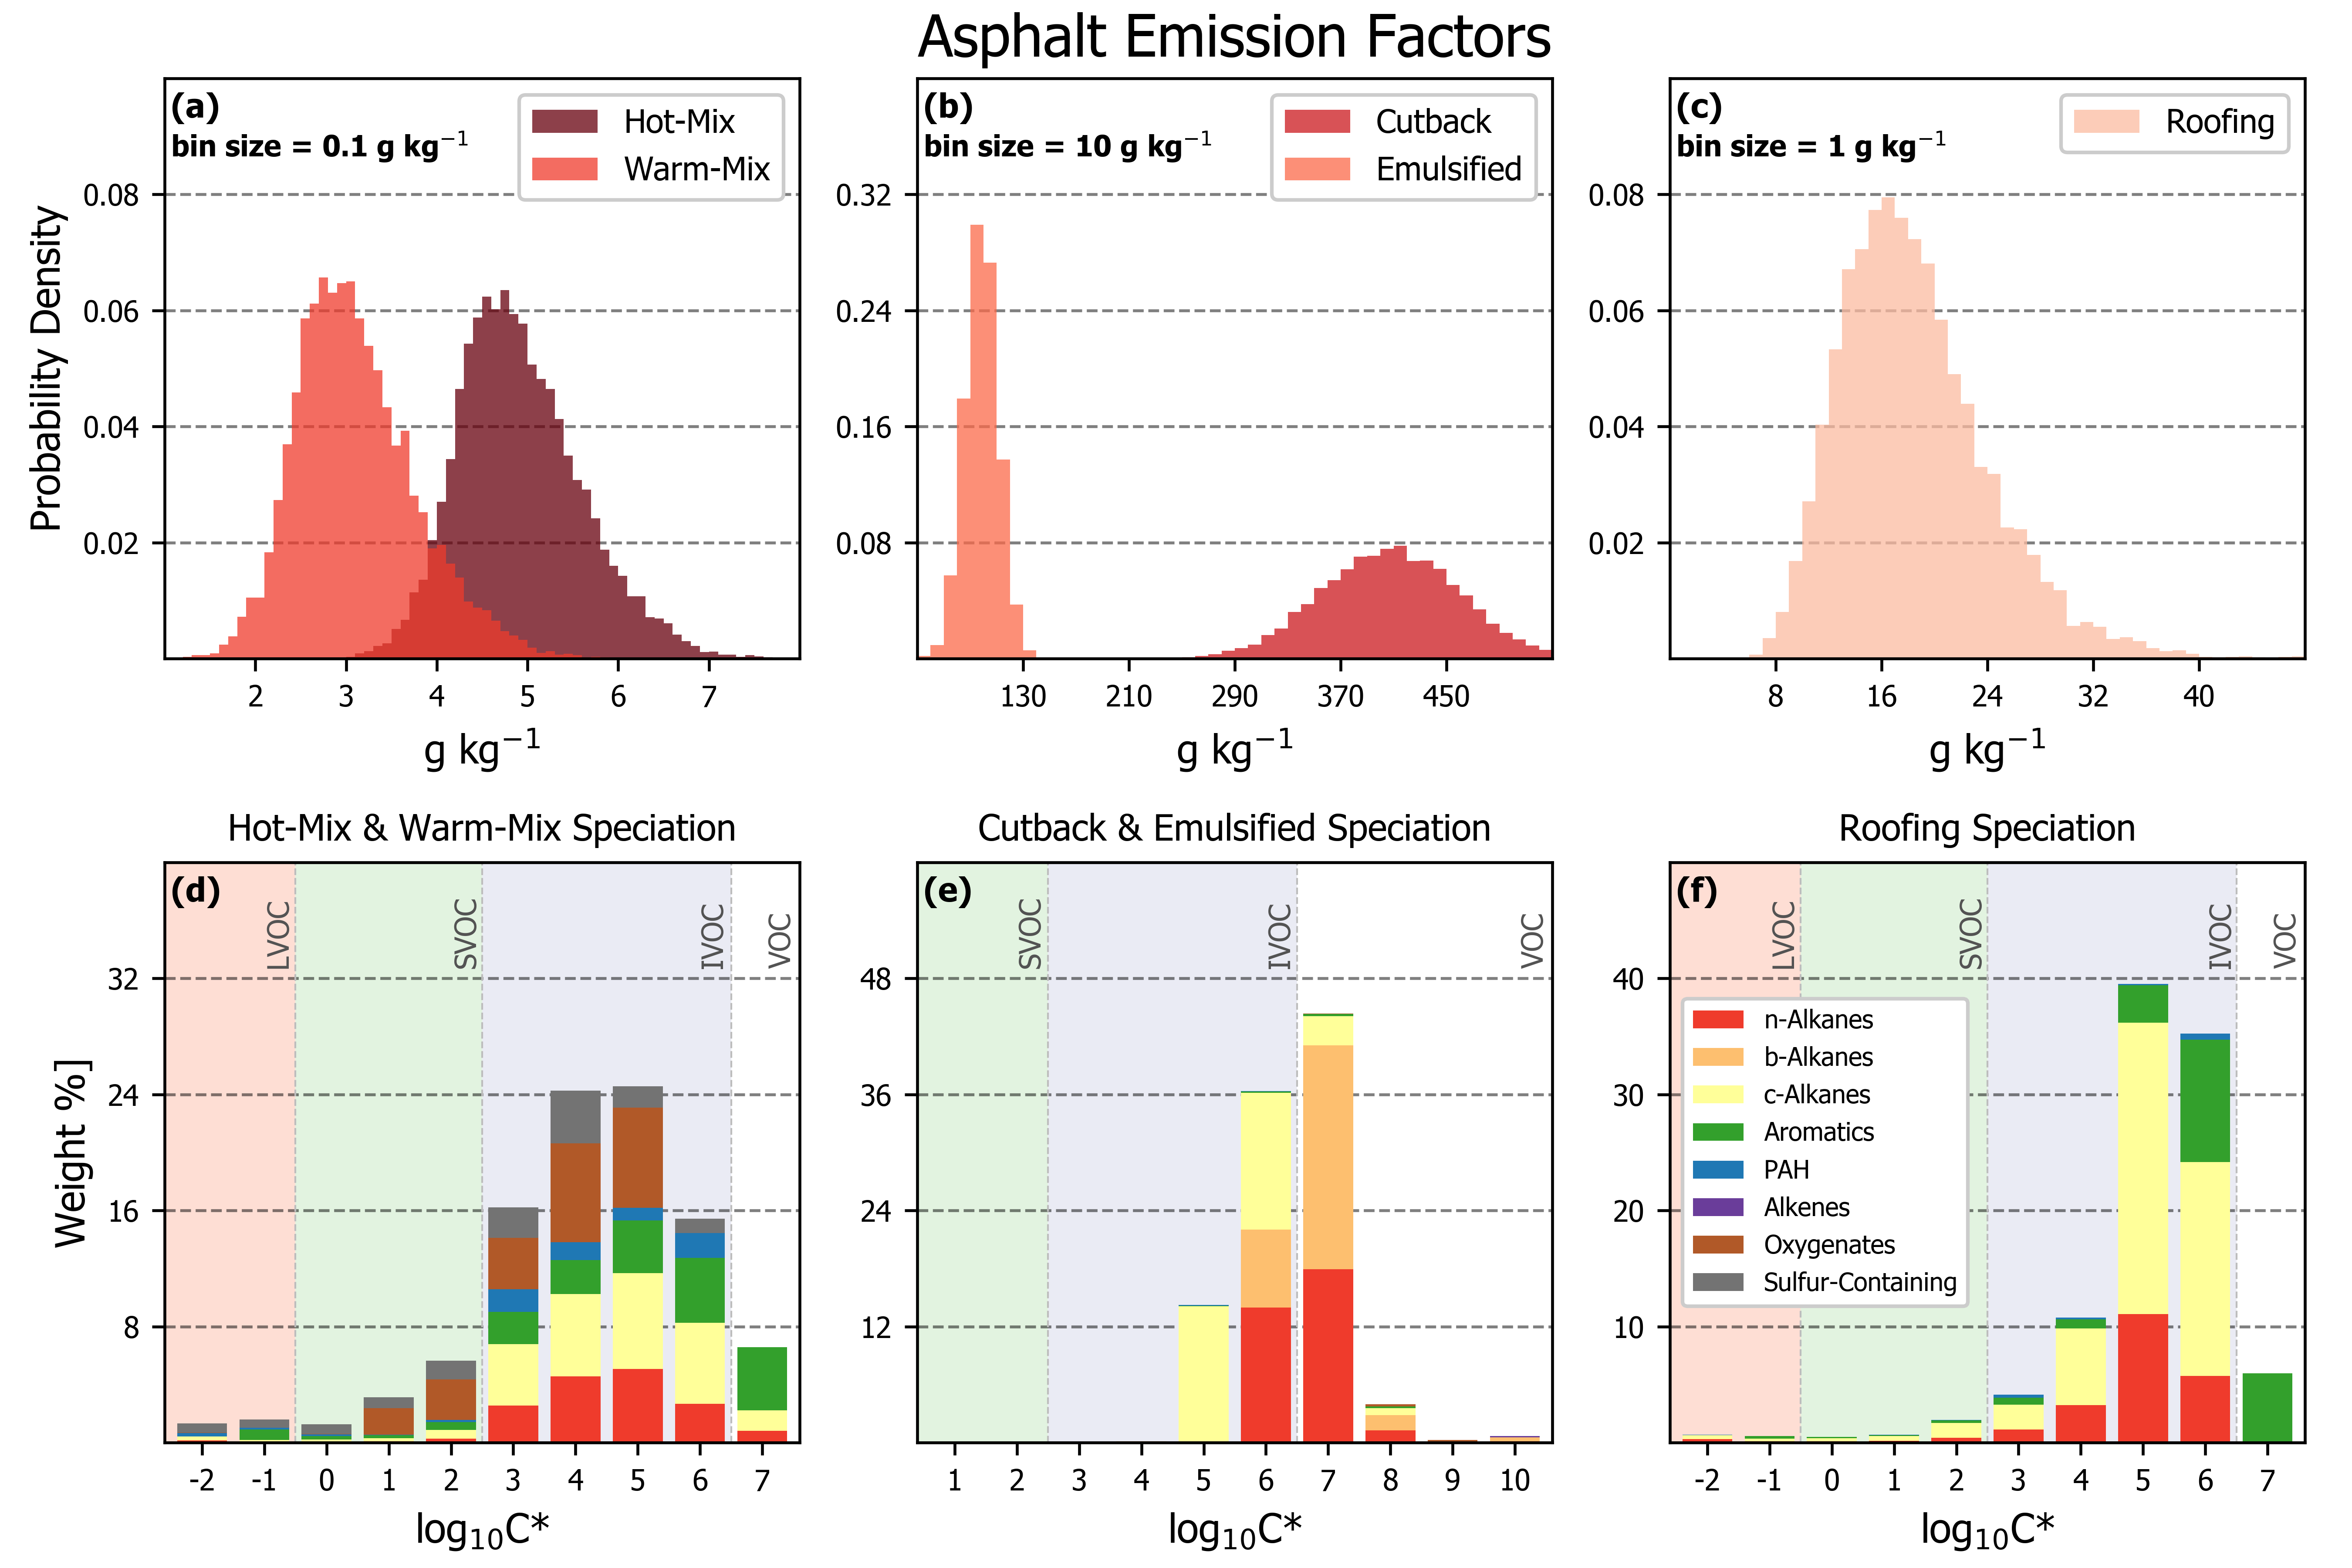 Asphalt Emission Factors
(a)
bin size = 0.1 g kg⁻¹
Hot-Mix
Warm-Mix
0.08
0.06
0.04
0.02
Probability Density
2 3 4 5 6 7
g kg⁻¹
(b)
bin size = 10 g kg⁻¹
Cutback
Emulsified
0.32
0.24
0.16
0.08
130 210 290 370 450
g kg⁻¹
(c)
bin size = 1 g kg⁻¹
Roofing
0.08
0.06
0.04
0.02
8 16 24 32 40
g kg⁻¹
Hot-Mix & Warm-Mix Speciation
(d)
LVOC
SVOC
IVOC
VOC
32
24
16
8
Weight %]
-2 -1 0 1 2 3 4 5 6 7
log₁₀C*
Cutback & Emulsified Speciation
(e)
SVOC
IVOC
VOC
48
36
24
12
1 2 3 4 5 6 7 8 9 10
log₁₀C*
Roofing Speciation
(f)
LVOC
SVOC
IVOC
VOC
40
30
20
10
n-Alkanes
b-Alkanes
c-Alkanes
Aromatics
PAH
Alkenes
Oxygenates
Sulfur-Containing
-2 -1 0 1 2 3 4 5 6 7
log₁₀C*